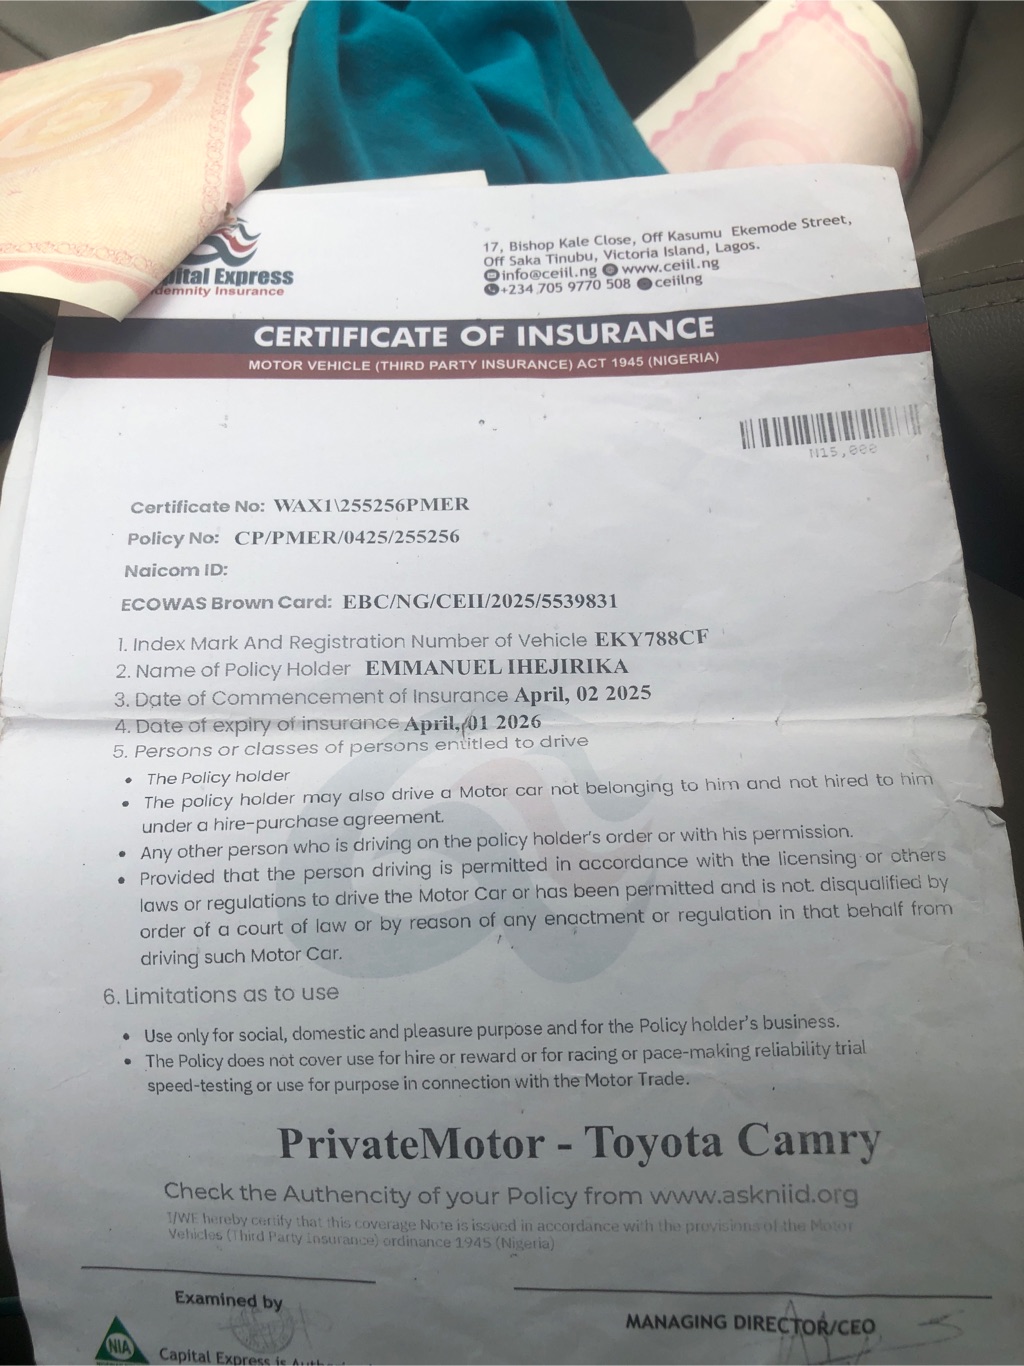 ital Express
demnity Insurance
17, Bishop Kale Close, Off Kasumu Ekemode Street,
Off Saka Tinubu, Victoria Island, Lagos.
info@ceiil.ng www.ceiil.ng
+234 705 9770 508 ceiilng
CERTIFICATE OF INSURANCE
MOTOR VEHICLE (THIRD PARTY INSURANCE) ACT 1945 (NIGERIA)
N15,000
Certificate No: WAX1\255256PMER
Policy No: CP/PMER/0425/255256
Naicom ID:
ECOWAS Brown Card: EBC/NG/CEII/2025/5539831
1. Index Mark And Registration Number of Vehicle EKY788CF
2. Name of Policy Holder EMMANUEL IHEJIRIKA
3. Date of Commencement of Insurance April, 02 2025
4. Date of expiry of insurance April, 01 2026
5. Persons or classes of persons entitled to drive
• The Policy holder
• The policy holder may also drive a Motor car not belonging to him and not hired to him
under a hire-purchase agreement.
• Any other person who is driving on the policy holder's order or with his permission.
• Provided that the person driving is permitted in accordance with the licensing or others
laws or regulations to drive the Motor Car or has been permitted and is not. disqualified by
order of a court of law or by reason of any enactment or regulation in that behalf from
driving such Motor Car.
6. Limitations as to use
• Use only for social, domestic and pleasure purpose and for the Policy holder's business.
• The Policy does not cover use for hire or reward or for racing or pace-making reliability trial
speed-testing or use for purpose in connection with the Motor Trade.
PrivateMotor - Toyota Camry
Check the Authencity of your Policy from www.askniid.org
I/WE hereby certify that this coverage Note is issued in accordance with the provisions of the Motor
Vehicles (Third Party Insurance) ordinance 1945 (Nigeria)
Examined by
MANAGING DIRECTOR/CEO
NIA
Capital Express is